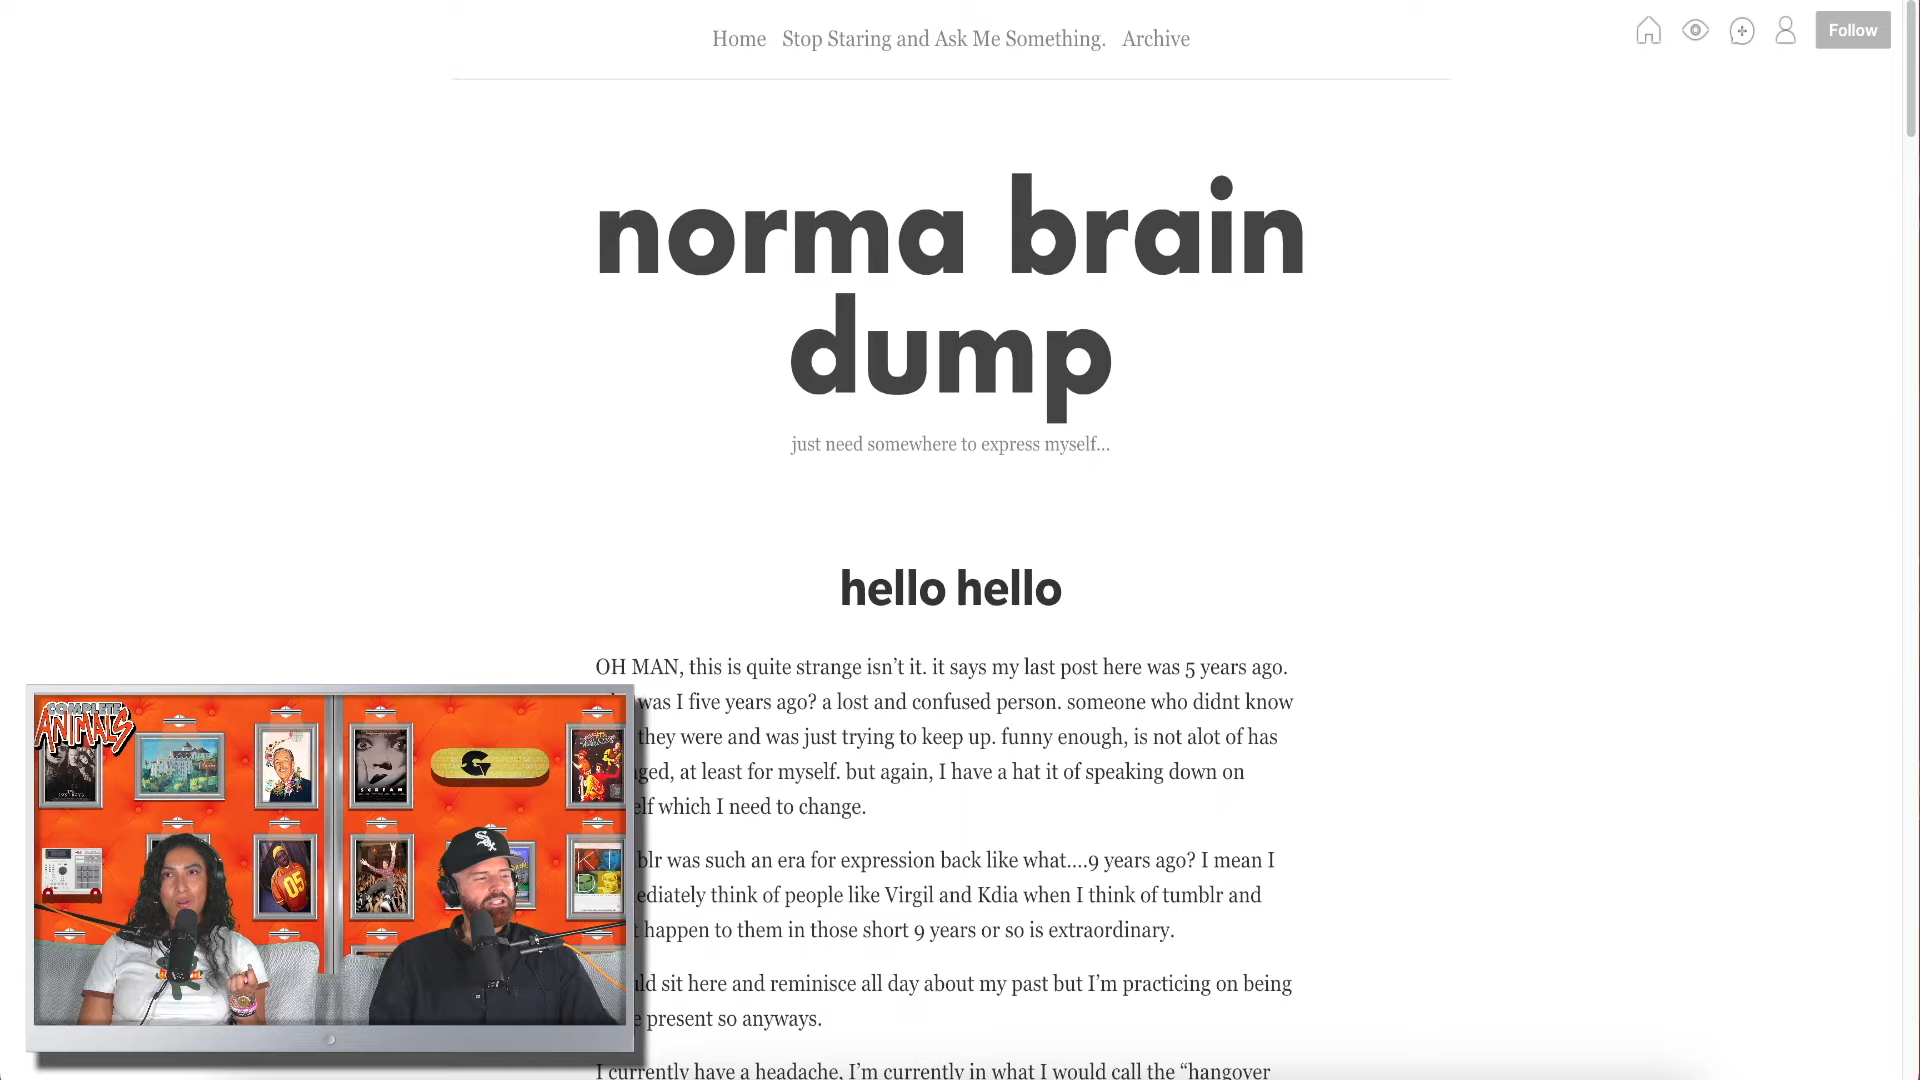 Home Stop Staring and Ask Me Something. Archive
Follow
norma brain
dump
just need somewhere to express myself...
hello hello
OH MAN, this is quite strange isn’t it. it says my last post here was 5 years ago.
was I five years ago? a lost and confused person. someone who didnt know
they were and was just trying to keep up. funny enough, is not alot of has
ged, at least for myself. but again, I have a hat it of speaking down on
elf which I need to change.
blr was such an era for expression back like what....9 years ago? I mean I
ediately think of people like Virgil and Kdia when I think of tumblr and
happen to them in those short 9 years or so is extraordinary.
ld sit here and reminisce all day about my past but I’m practicing on being
present so anyways.
I currently have a headache, I’m currently in what I would call the “hangover
COMPLETE
ANIMALS
SCREAM
05